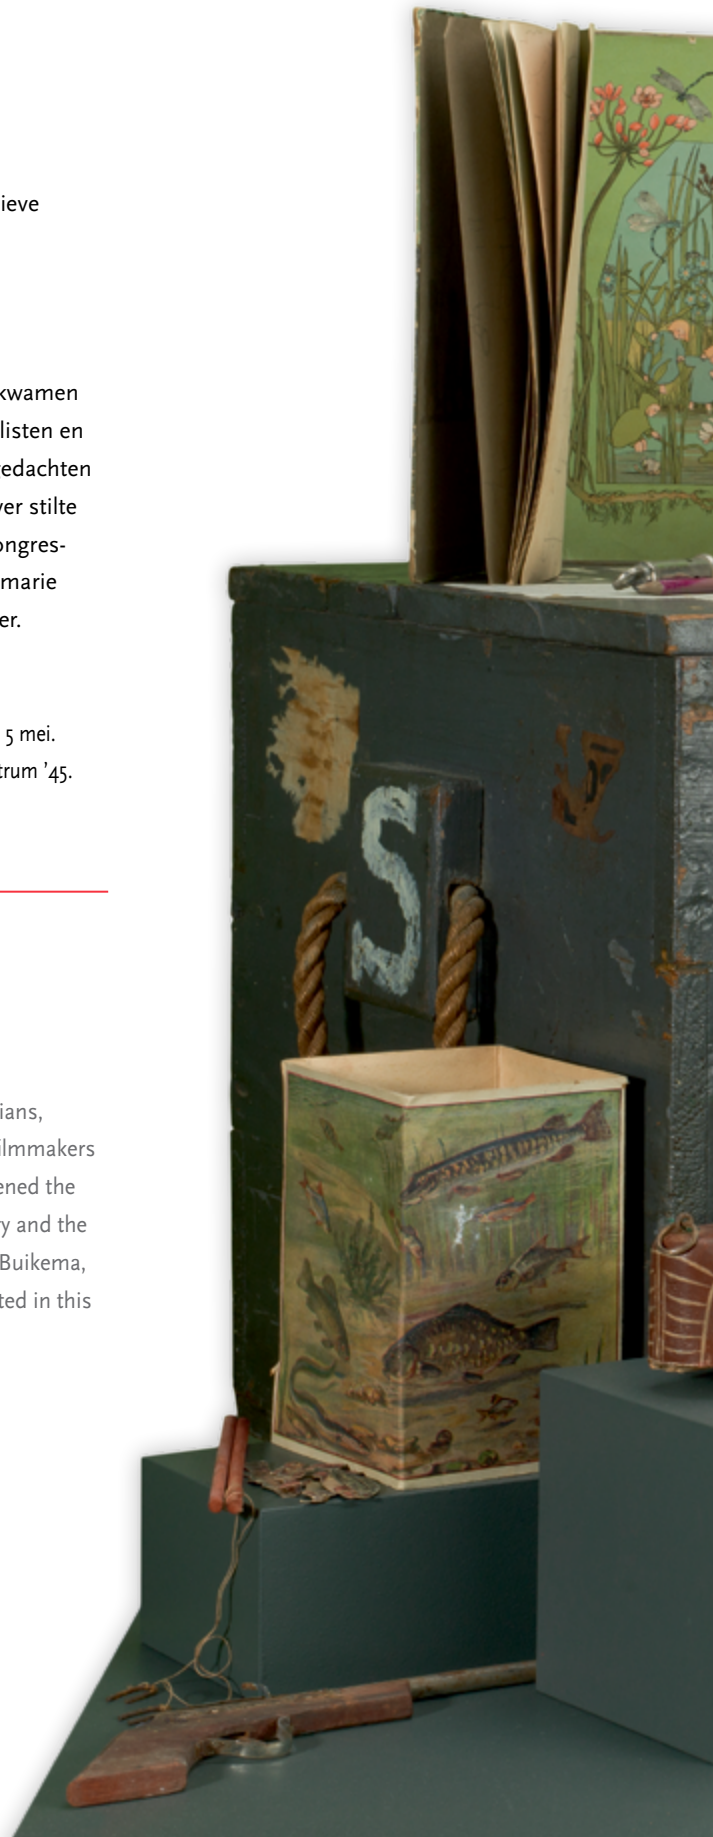 ieve
kwamen
listen en
edachten
ver stilte
ongres-
marie
er.
5 mei.
trum ’45.
S
ians,
ilmmakers
ened the
y and the
Buikema,
ted in this